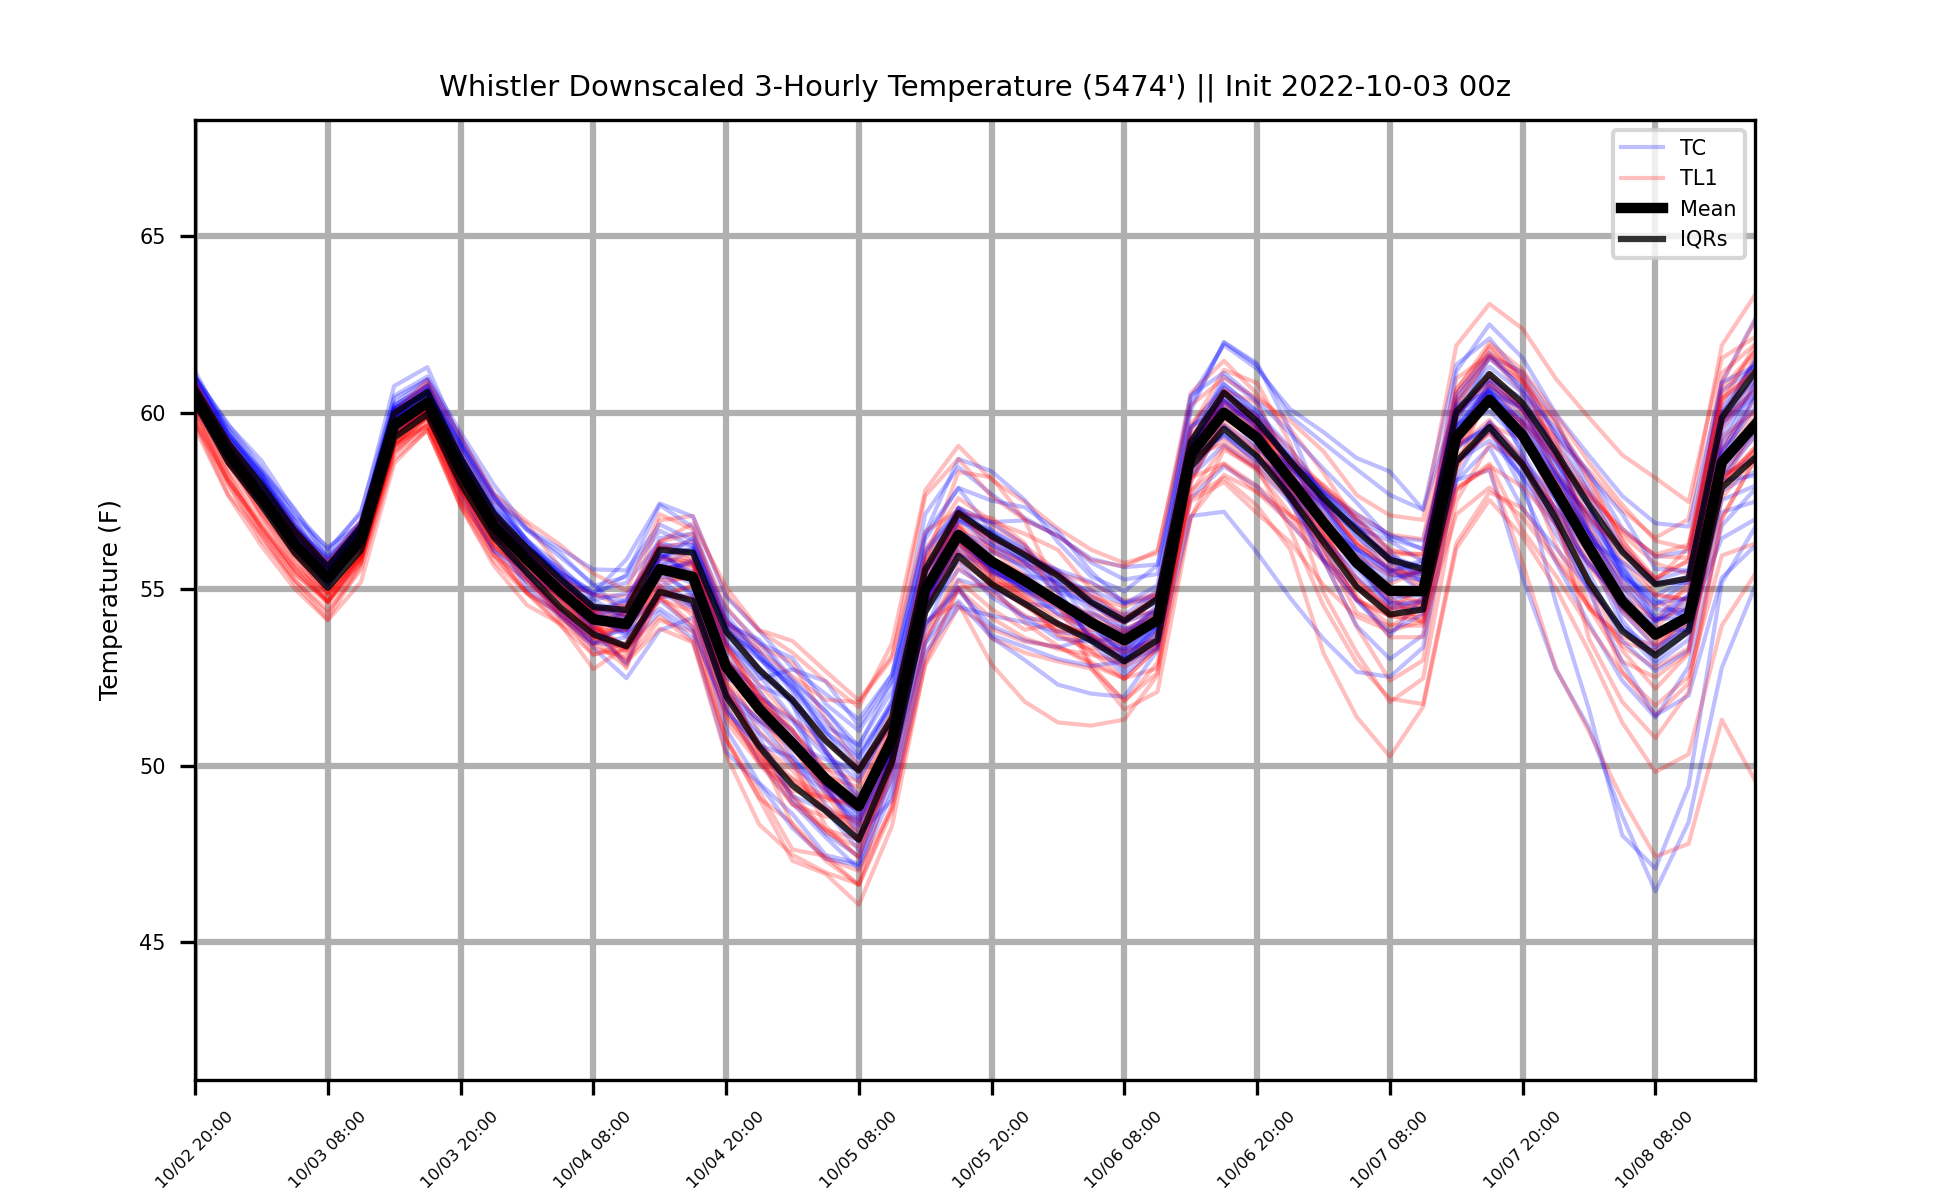 Whistler Downscaled 3-Hourly Temperature (5474') || Init 2022-10-03 00z
TC
TL1
Mean
IQRs
Temperature (F)
65
60
55
50
45
10/02 20:00
10/03 08:00
10/03 20:00
10/04 08:00
10/04 20:00
10/05 08:00
10/05 20:00
10/06 08:00
10/06 20:00
10/07 08:00
10/07 20:00
10/08 08:00